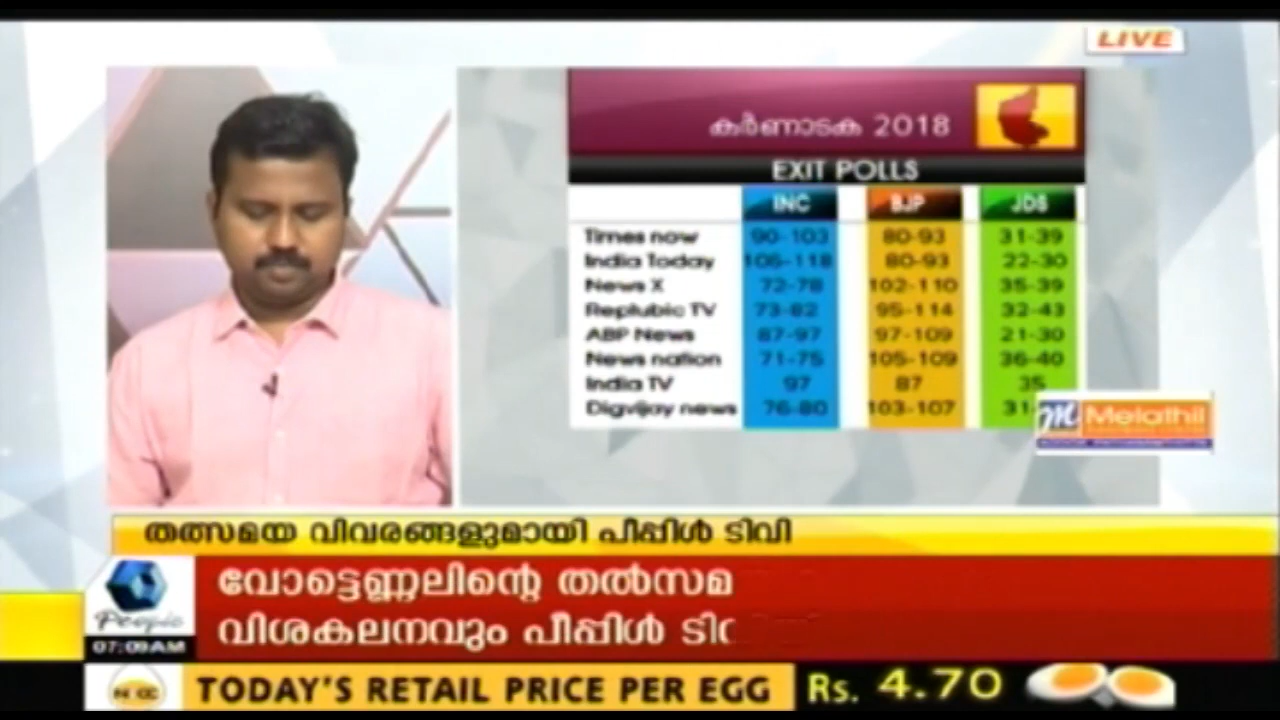 LIVE
കർണാടക 2018
EXIT POLLS
INC BJP JDS
Times now 90-103 80-93 31-39
India Today 106-118 80-93 22-30
News X 72-78 102-110 35-39
Replubic TV 73-82 95-114 32-43
ABP News 87-97 97-109 21-30
News nation 71-75 105-109 36-40
India TV 97 87 35
Digvijay news 76-80 103-107 31-
Melathil
തത്സമയ വിവരങ്ങളുമായി പീപ്പിൾ ടിവി
വോട്ടെണ്ണലിന്റെ തൽസമ
വിശകലനവും പീപ്പിൾ ടി
People
07:09AM
TODAY'S RETAIL PRICE PER EGG Rs. 4.70